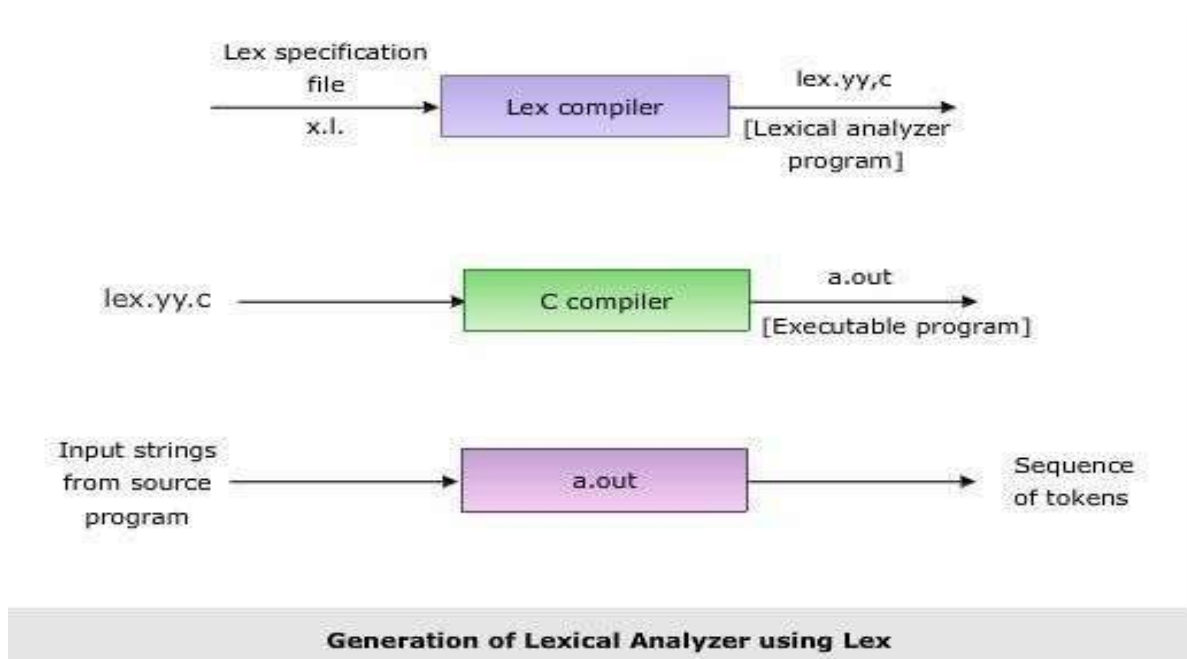 Lex specification
file
x.l.
Lex compiler
lex.yy,c
[Lexical analyzer
program]
lex.yy.c
C compiler
a.out
[Executable program]
Input strings
from source
program
a.out
Sequence
of tokens
Generation of Lexical Analyzer using Lex